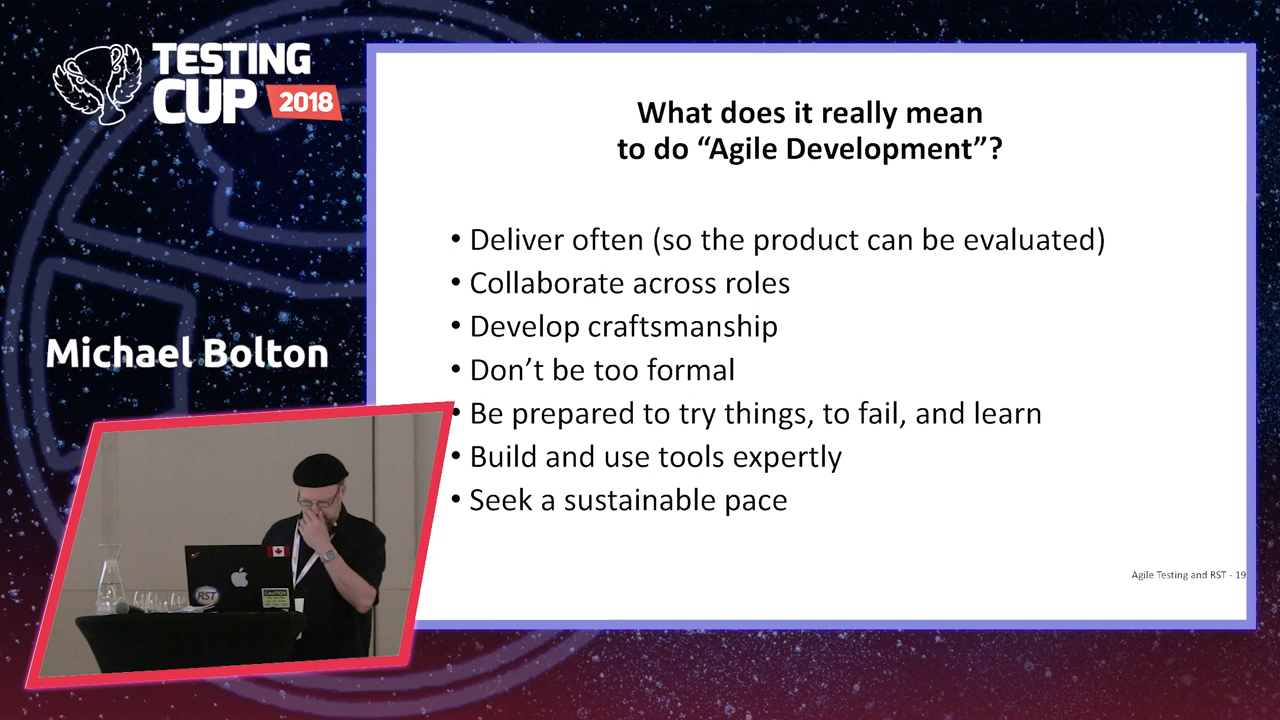 TESTING
CUP 2018
What does it really mean
to do “Agile Development”?
• Deliver often (so the product can be evaluated)
• Collaborate across roles
• Develop craftsmanship
• Don’t be too formal
• Be prepared to try things, to fail, and learn
• Build and use tools expertly
• Seek a sustainable pace
Agile Testing and RST - 19
Michael Bolton
RST
CAUTION